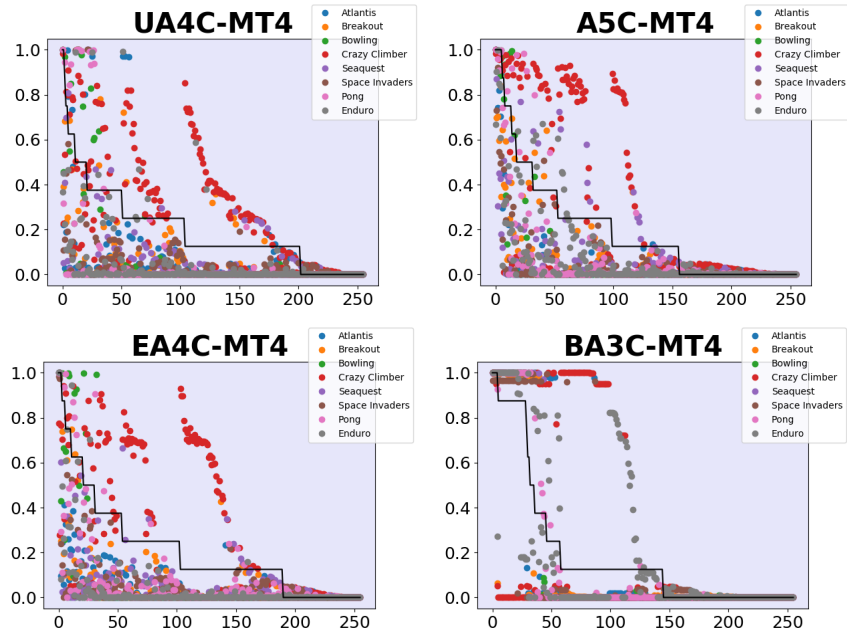 UA4C-MT4
Atlantis
Breakout
Bowling
Crazy Climber
Seaquest
Space Invaders
Pong
Enduro
1.0
0.8
0.6
0.4
0.2
0.0
0 50 100 150 200 250
A5C-MT4
Atlantis
Breakout
Bowling
Crazy Climber
Seaquest
Space Invaders
Pong
Enduro
1.0
0.8
0.6
0.4
0.2
0.0
0 50 100 150 200 250
EA4C-MT4
Atlantis
Breakout
Bowling
Crazy Climber
Seaquest
Space Invaders
Pong
Enduro
1.0
0.8
0.6
0.4
0.2
0.0
0 50 100 150 200 250
BA3C-MT4
Atlantis
Breakout
Bowling
Crazy Climber
Seaquest
Space Invaders
Pong
Enduro
1.0
0.8
0.6
0.4
0.2
0.0
0 50 100 150 200 250